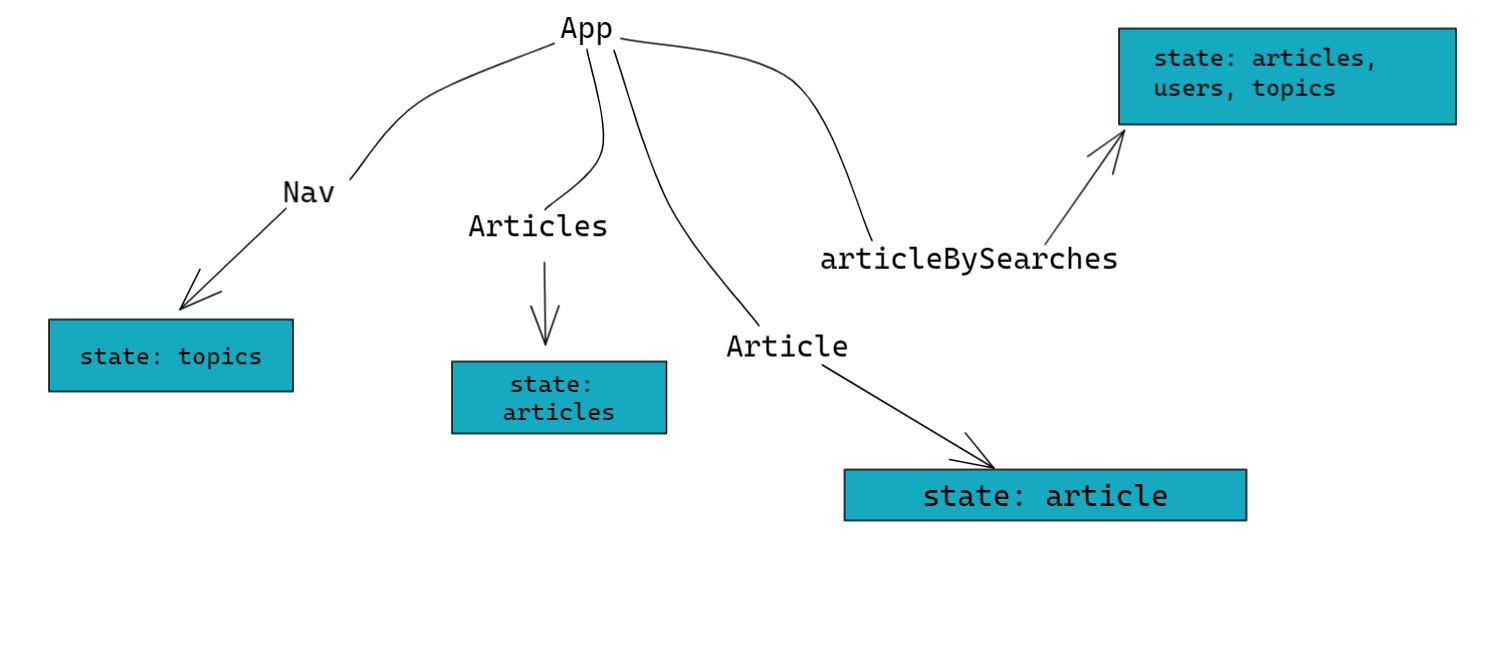 App
state: articles,
users, topics
Nav
Articles
articleBySearches
Article
state: topics
state:
articles
state: article